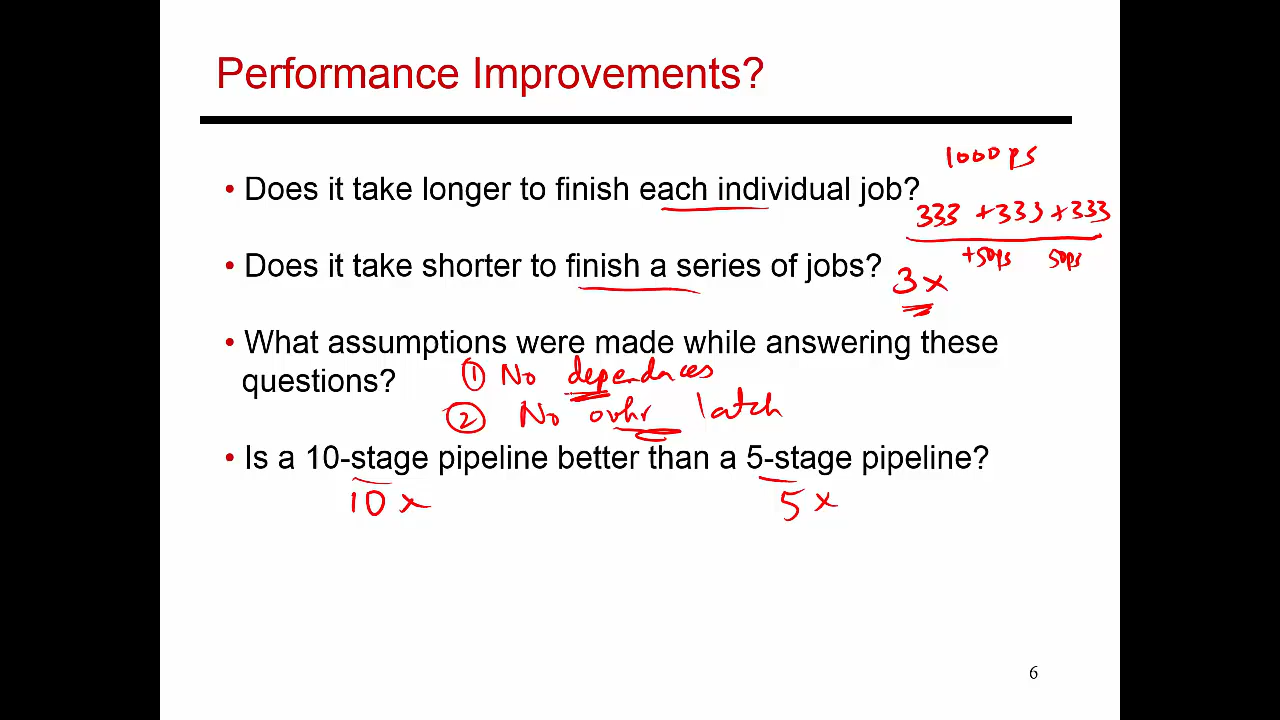 Performance Improvements?
1000ps
• Does it take longer to finish each individual job?
333 +333 +333
+50ps 50ps
• Does it take shorter to finish a series of jobs?
3x
• What assumptions were made while answering these
questions?
① No dependnces
② No ovhr latch
• Is a 10-stage pipeline better than a 5-stage pipeline?
10x 5x
6